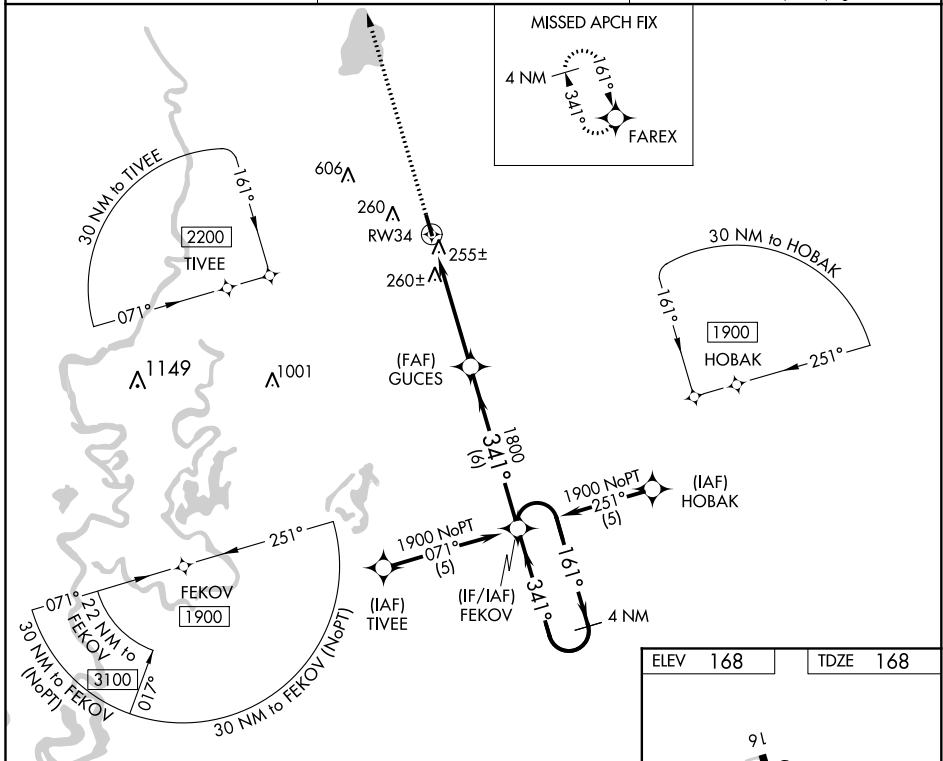 MISSED APCH FIX
4 NM
161°
341°
FAREX
30 NM to TIVEE
161°
2200
TIVEE
071°
606
260
RW34
255±
260±
30 NM to HOBAK
161°
1900
HOBAK
251°
1149
1001
(FAF)
GUCES
1800
341°
(6)
1900 NoPT
251°
(5)
(IAF)
HOBAK
1900 NoPT
071°
(5)
(IAF)
TIVEE
(IF/IAF)
FEKOV
161°
341°
4 NM
251°
071°
FEKOV
1900
22 NM to
FEKOV
3100
017°
30 NM to FEKOV
(NoPT)
30 NM to FEKOV (NoPT)
ELEV 168
TDZE 168
16